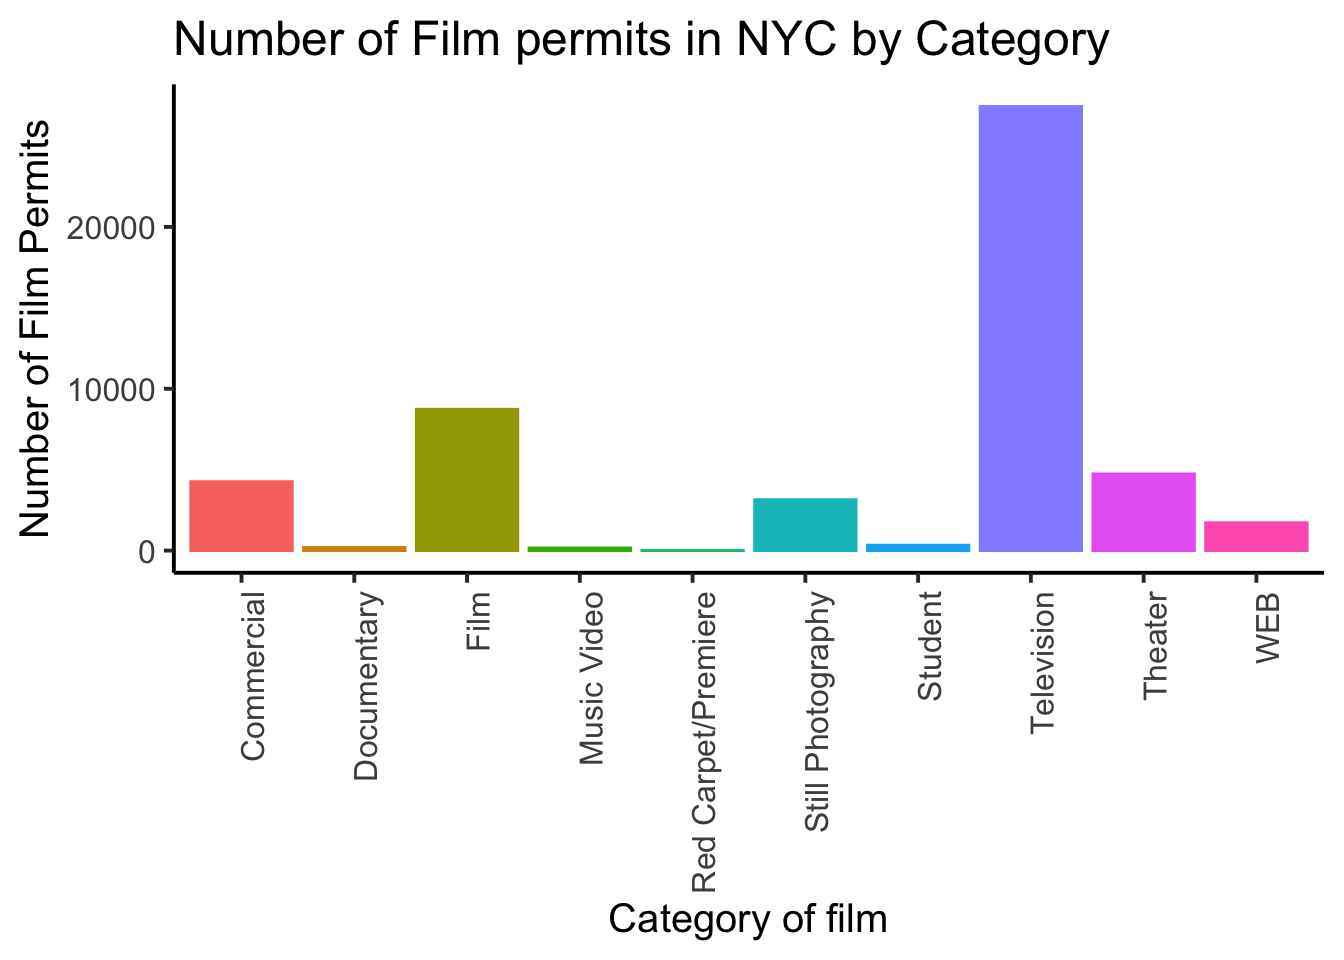 Number of Film permits in NYC by Category
Number of Film Permits
20000
10000
0
Commercial
Documentary
Film
Music Video
Red Carpet/Premiere
Still Photography
Student
Television
Theater
WEB
Category of film